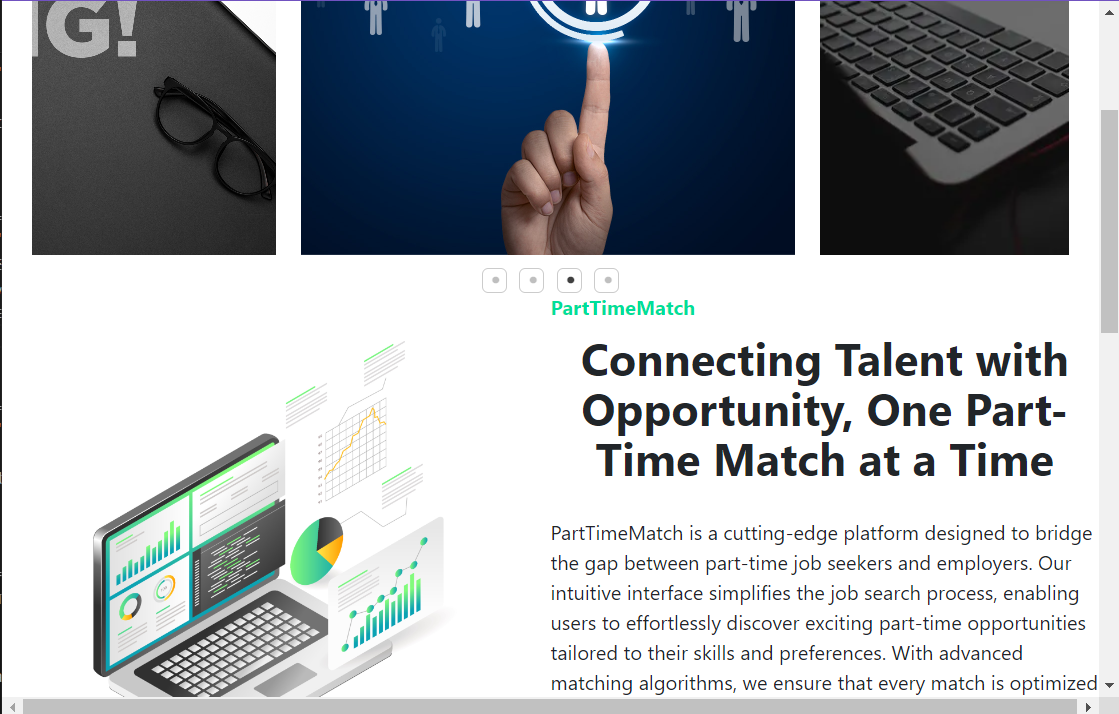 G!
PartTimeMatch
Connecting Talent with
Opportunity, One Part-
Time Match at a Time
PartTimeMatch is a cutting-edge platform designed to bridge
the gap between part-time job seekers and employers. Our
intuitive interface simplifies the job search process, enabling
users to effortlessly discover exciting part-time opportunities
tailored to their skills and preferences. With advanced
matching algorithms, we ensure that every match is optimized